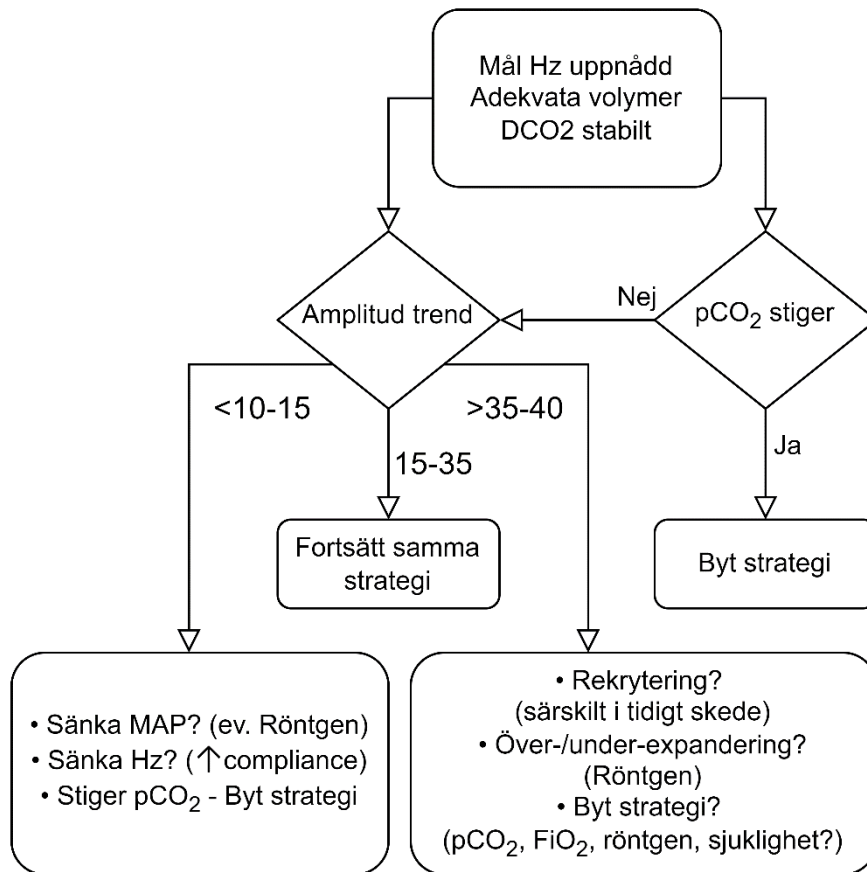 Mål Hz uppnådd
Adekvata volymer
DCO2 stabilt
Amplitud trend
Nej
pCO₂ stiger
<10-15
>35-40
15-35
Ja
Fortsätt samma
strategi
Byt strategi
• Sänka MAP? (ev. Röntgen)
• Sänka Hz? (↑compliance)
• Stiger pCO₂ - Byt strategi
• Rekrytering?
(särskilt i tidigt skede)
• Över-/under-expandering?
(Röntgen)
• Byt strategi?
(pCO₂, FiO₂, röntgen, sjuklighet?)